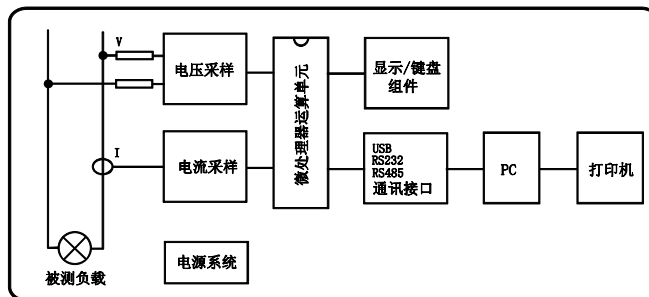 V
电压采样
I
电流采样
微处理器运算单元
显示/键盘
组件
USB
RS232
RS485
通讯接口
PC
打印机
被测负载
电源系统